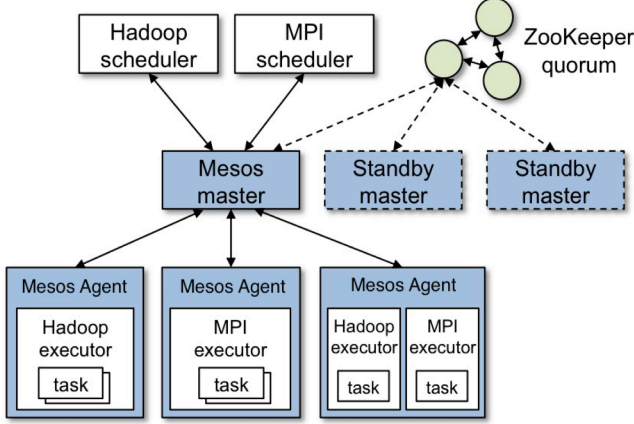 Hadoop
scheduler
MPI
scheduler
ZooKeeper
quorum
Mesos
master
Standby
master
Standby
master
Mesos Agent
Hadoop
executor
task
Mesos Agent
MPI
executor
task
Mesos Agent
Hadoop
executor
task
MPI
executor
task